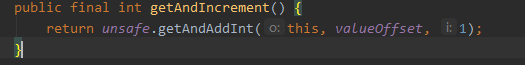 public final int getAndIncrement() {
return unsafe.getAndAddInt( o: this, valueOffset, i: 1);
}